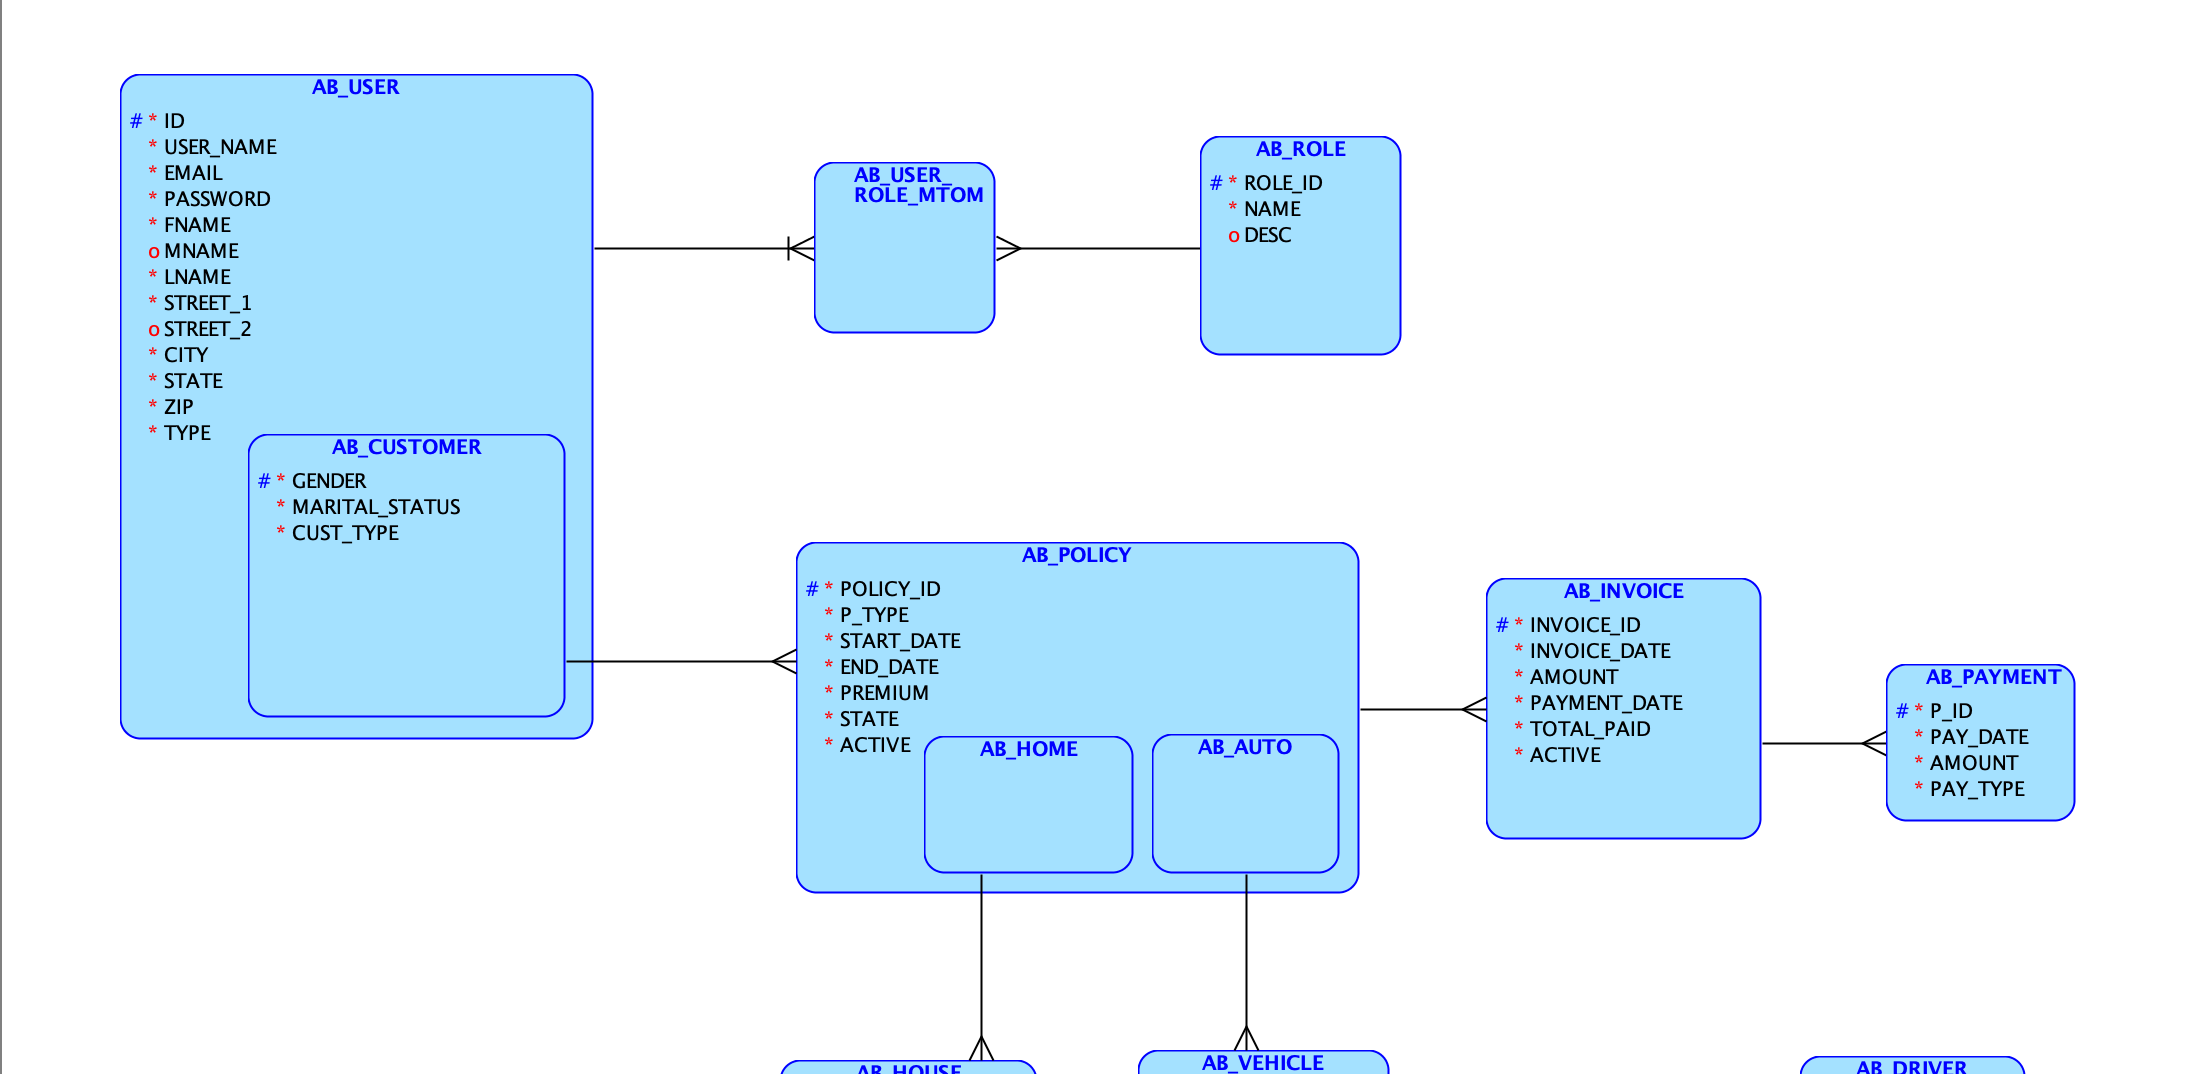 AB_USER
# * ID
* USER_NAME
* EMAIL
* PASSWORD
* FNAME
o MNAME
* LNAME
* STREET_1
o STREET_2
* CITY
* STATE
* ZIP
* TYPE
AB_CUSTOMER
# * GENDER
* MARITAL_STATUS
* CUST_TYPE
AB_USER_
ROLE_MTOM
AB_ROLE
# * ROLE_ID
* NAME
o DESC
AB_POLICY
# * POLICY_ID
* P_TYPE
* START_DATE
* END_DATE
* PREMIUM
* STATE
* ACTIVE
AB_HOME
AB_AUTO
AB_INVOICE
# * INVOICE_ID
* INVOICE_DATE
* AMOUNT
* PAYMENT_DATE
* TOTAL_PAID
* ACTIVE
AB_PAYMENT
# * P_ID
* PAY_DATE
* AMOUNT
* PAY_TYPE
AB_HOUSE
AB_VEHICLE
AB_DRIVER